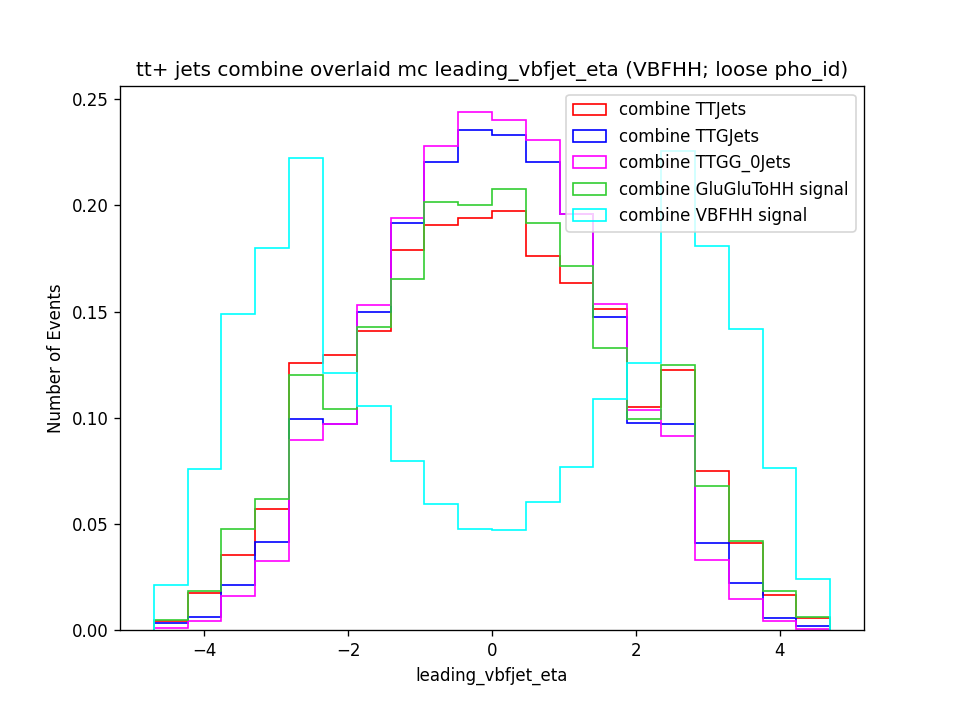 tt+ jets combine overlaid mc leading_vbfjet_eta (VBFHH; loose pho_id)
combine TTJets
combine TTGJets
combine TTGG_0Jets
combine GluGluToHH signal
combine VBFHH signal
Number of Events
0.25
0.20
0.15
0.10
0.05
0.00
−4 −2 0 2 4
leading_vbfjet_eta